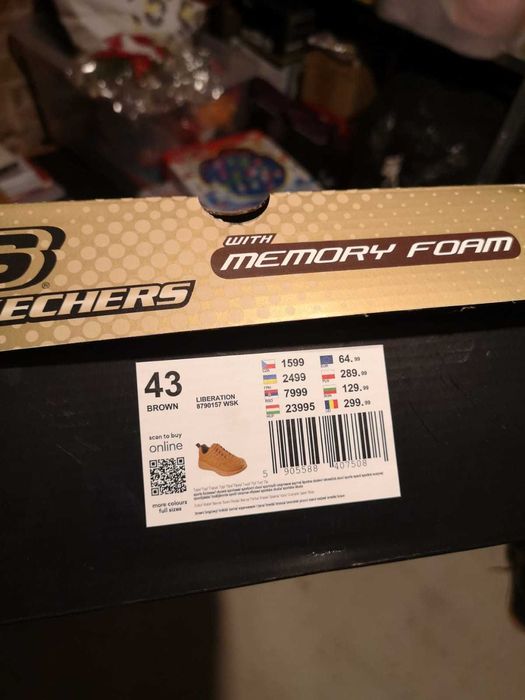 WITH
MEMORY FOAM
S®
SKECHERS
43
BROWN
LIBERATION
8790157 WSK
scan to buy
online
more colours
full sizes
1599
2499
7999
23995
64.99
289.99
129.99
299.99
5 905588 407508